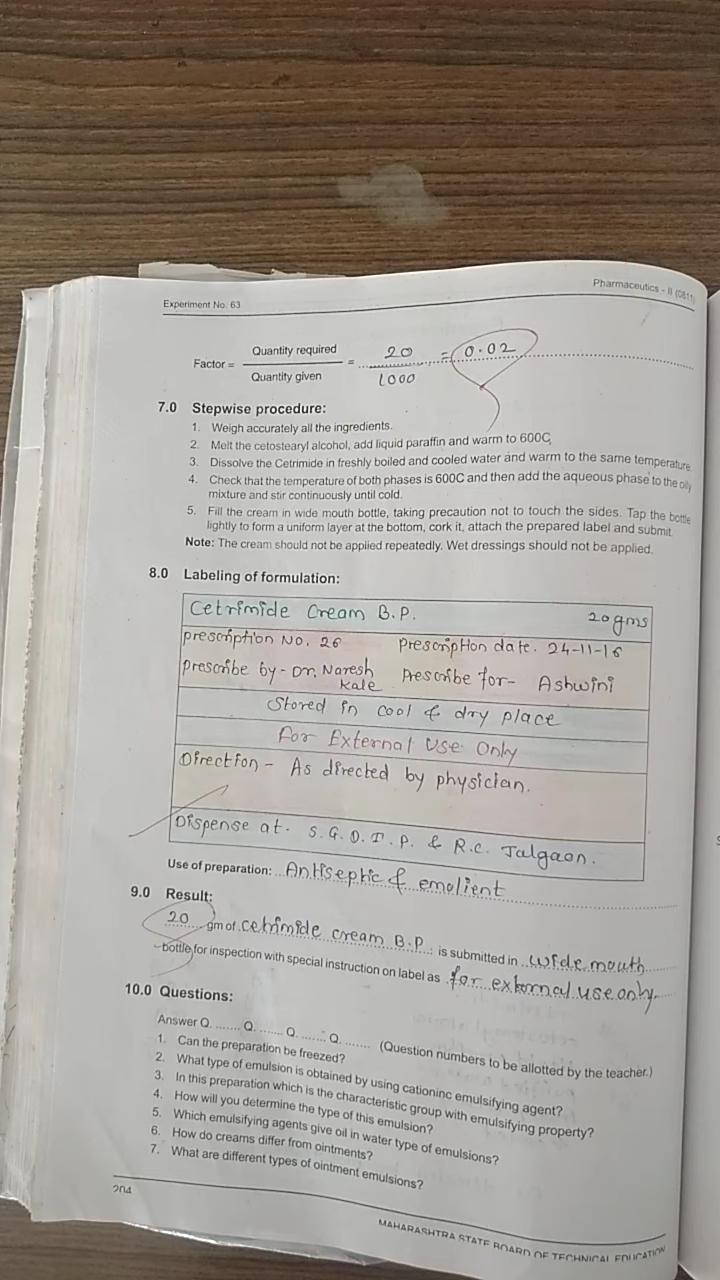 Experiment No. 63
Pharmaceutics - II (0811)
Factor = Quantity required / Quantity given = 20 / 1000 = 0.02
7.0 Stepwise procedure:
1. Weigh accurately all the ingredients.
2. Melt the cetostearyl alcohol, add liquid paraffin and warm to 600C,
3. Dissolve the Cetrimide in freshly boiled and cooled water and warm to the same temperature
4. Check that the temperature of both phases is 600C and then add the aqueous phase to the oily
mixture and stir continuously until cold.
5. Fill the cream in wide mouth bottle, taking precaution not to touch the sides. Tap the bottle
lightly to form a uniform layer at the bottom, cork it, attach the prepared label and submit.
Note: The cream should not be applied repeatedly. Wet dressings should not be applied.
8.0 Labeling of formulation:
Cetrimide Cream B.P. 20gms
prescription No. 26 Prescription date. 24-11-16
prescribe by - Dr. Naresh Kale Prescribe for- Ashwini
Stored in cool & dry place
For External Use Only
Direction - As directed by physician.
Dispense at. S.G.D.I.P. & R.C. Jalgaon.
Use of preparation: Antiseptic & emolient
9.0 Result:
20 gm of cetrimide cream B.P. is submitted in wide mouth
bottle for inspection with special instruction on label as for external use only.
10.0 Questions:
Answer Q. ....... Q. ....... Q. ....... Q. ....... (Question numbers to be allotted by the teacher.)
1. Can the preparation be freezed?
2. What type of emulsion is obtained by using cationinc emulsifying agent?
3. In this preparation which is the characteristic group with emulsifying property?
4. How will you determine the type of this emulsion?
5. Which emulsifying agents give oil in water type of emulsions?
6. How do creams differ from ointments?
7. What are different types of ointment emulsions?
204
MAHARASHTRA STATE BOARD OF TECHNICAL EDUCATION